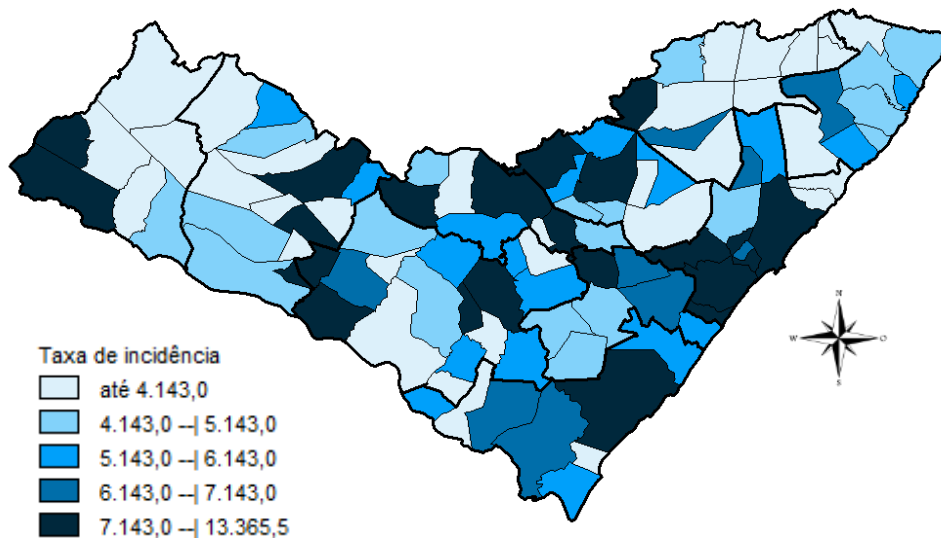 Taxa de incidência
até 4.143,0
4.143,0 --| 5.143,0
5.143,0 --| 6.143,0
6.143,0 --| 7.143,0
7.143,0 --| 13.365,5
N
W
O
S